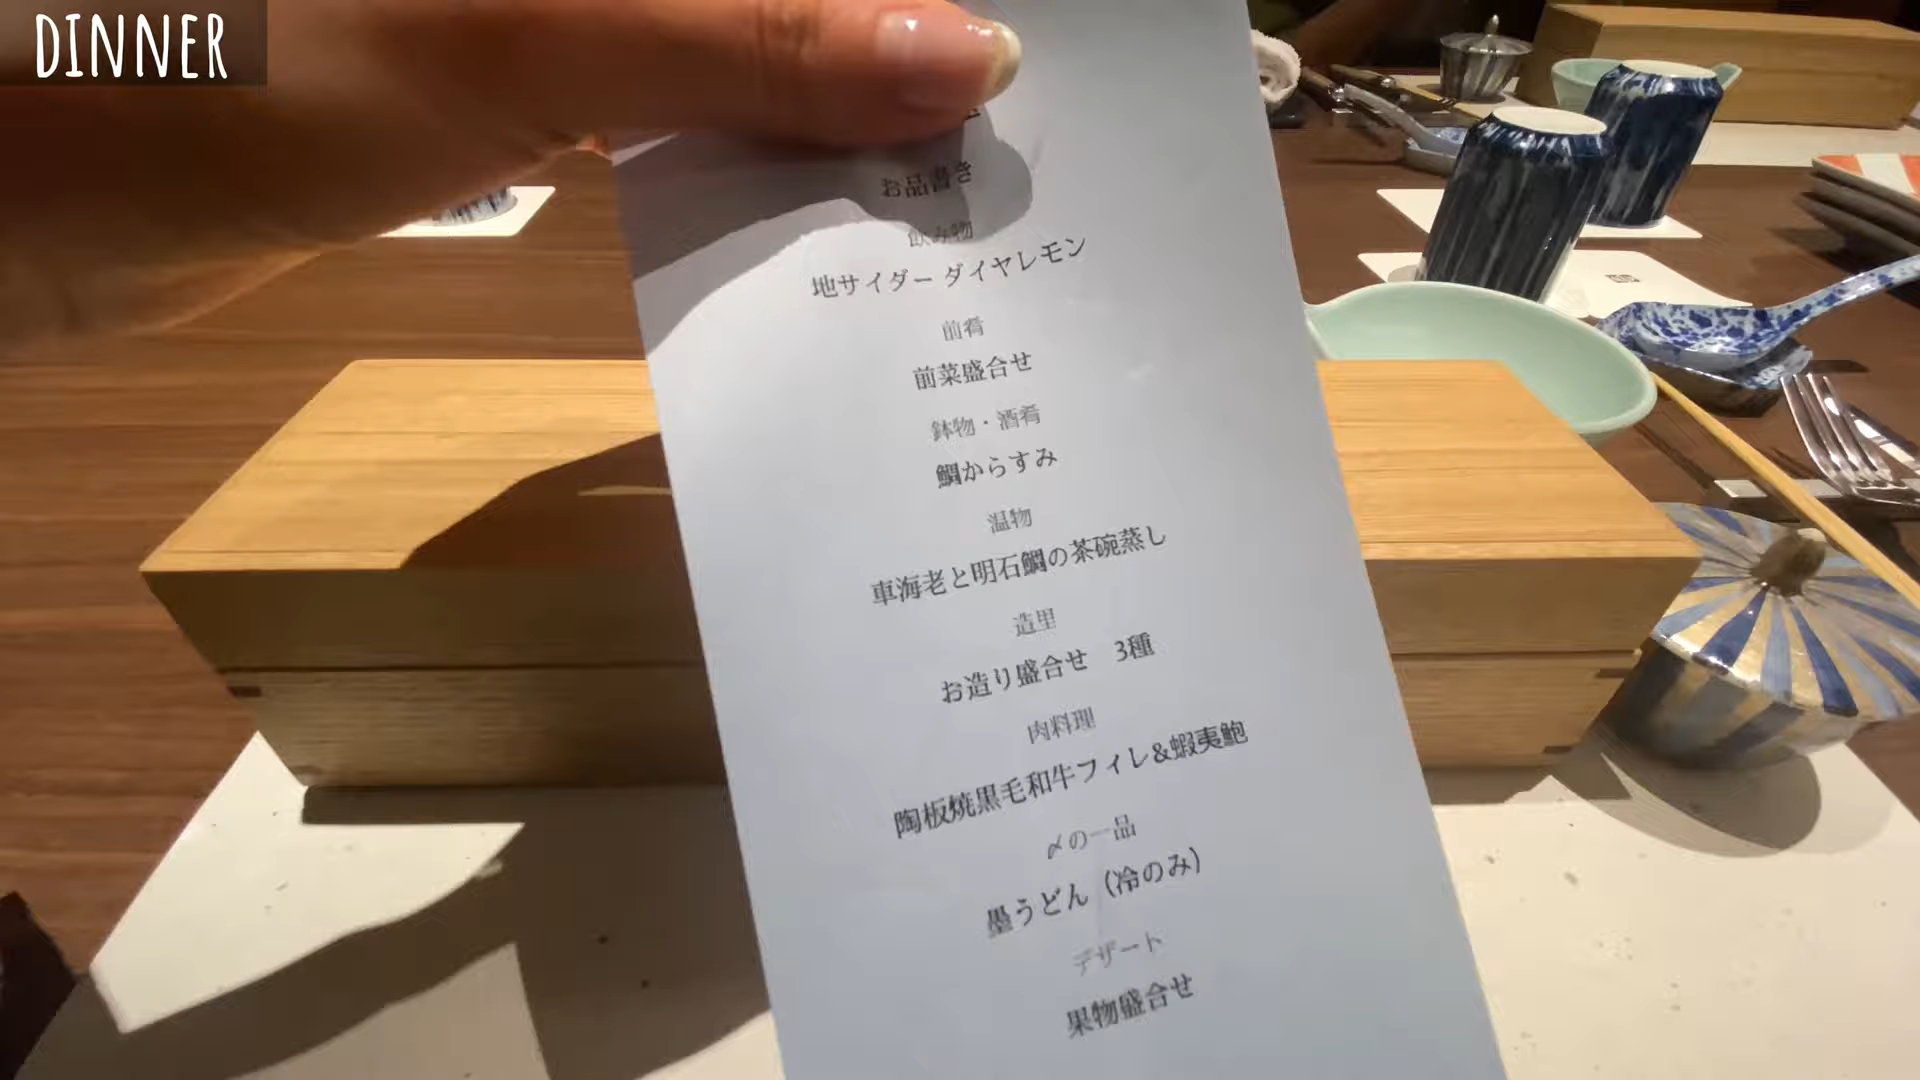 DINNER
お品書き
飲み物
地サイダー ダイヤレモン
前肴
前菜盛合せ
鉢物・酒肴
鯛からすみ
温物
車海老と明石鯛の茶碗蒸し
造里
お造り盛合せ　3種
肉料理
陶板焼黒毛和牛フィレ&蝦夷鮑
〆の一品
墨うどん（冷のみ）
デザート
果物盛合せ